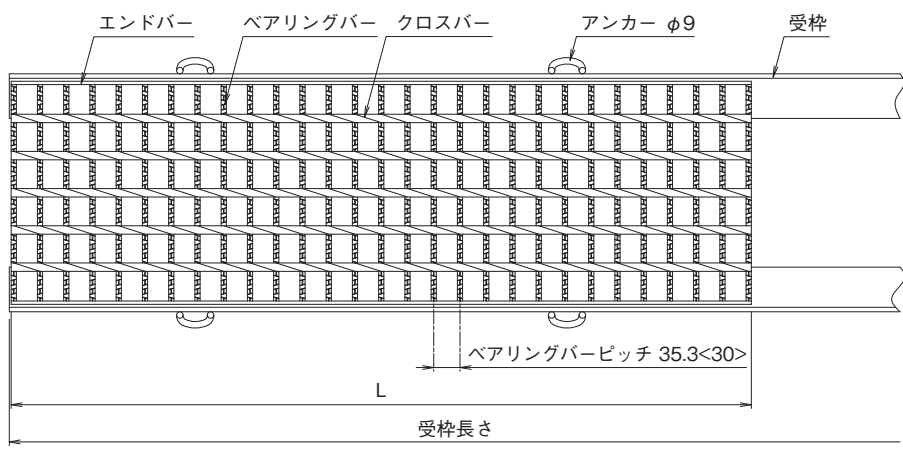 エンドバー
ベアリングバー
クロスバー
アンカー φ9
受枠
ベアリングバーピッチ 35.3<30>
L
受枠長さ